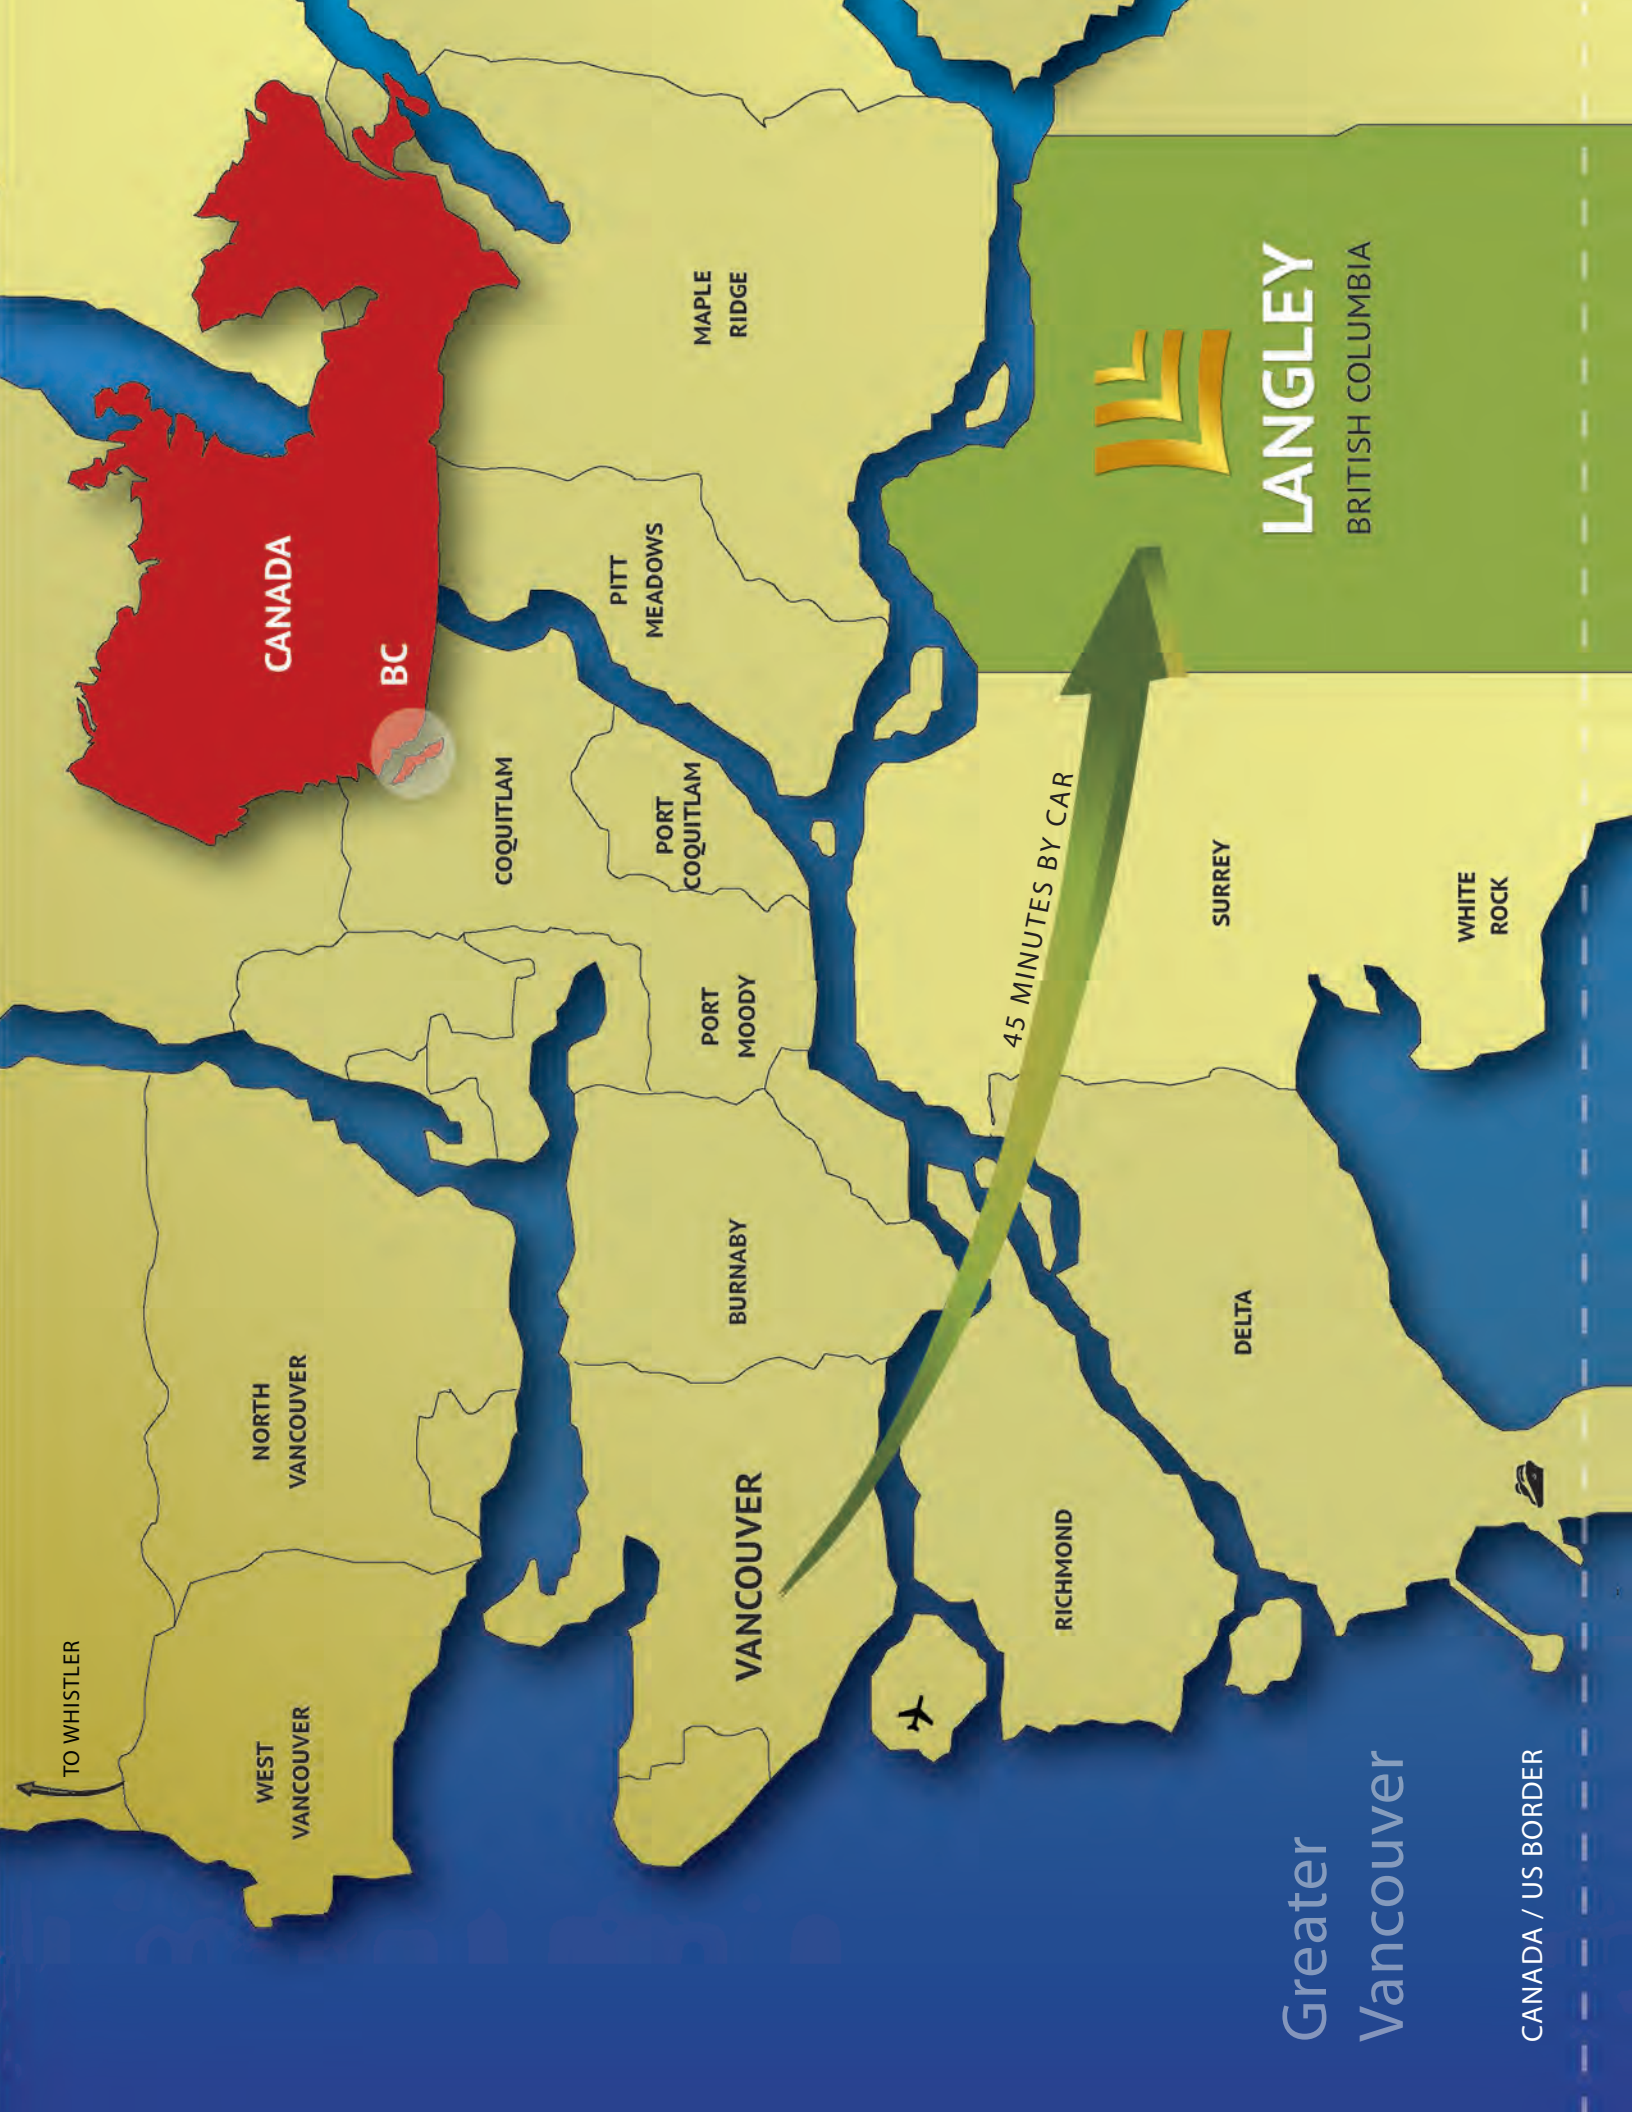 TO WHISTLER
WEST
VANCOUVER
NORTH
VANCOUVER
CANADA
BC
COQUITLAM
PORT
COQUITLAM
PITT
MEADOWS
MAPLE
RIDGE
PORT
MOODY
BURNABY
VANCOUVER
RICHMOND
45 MINUTES BY CAR
DELTA
SURREY
WHITE
ROCK
LANGLEY
BRITISH COLUMBIA
Greater
Vancouver
CANADA / US BORDER